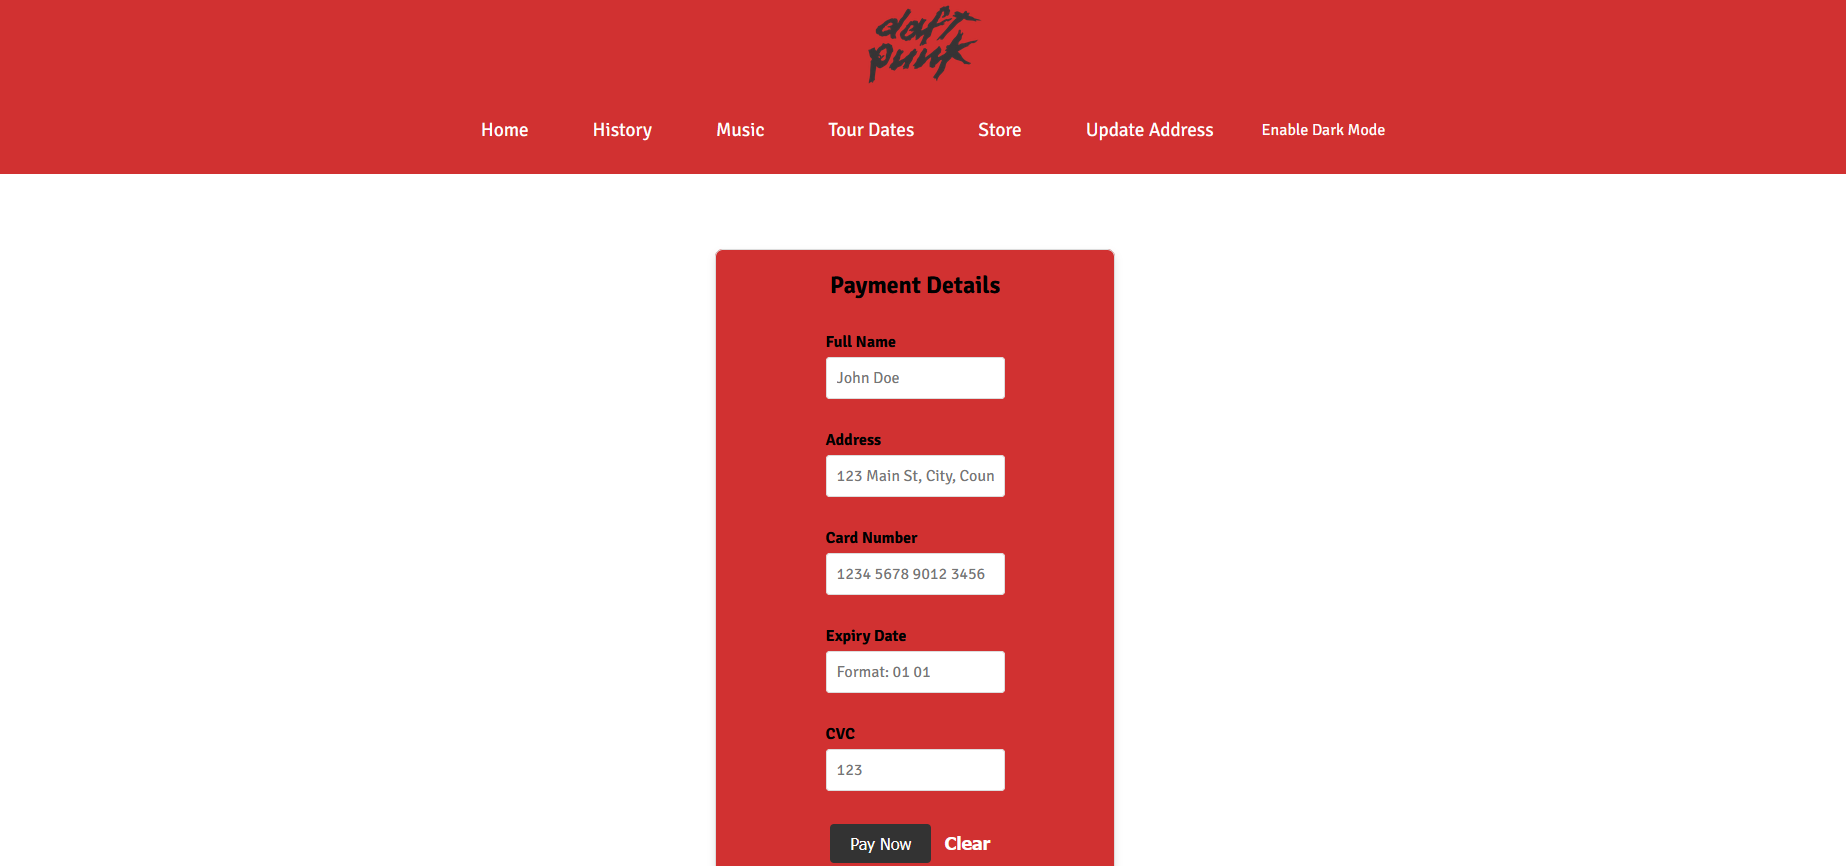 daft
punk
Home History Music Tour Dates Store Update Address Enable Dark Mode
Payment Details
Full Name
John Doe
Address
123 Main St, City, Coun
Card Number
1234 5678 9012 3456
Expiry Date
Format: 01 01
CVC
123
Pay Now Clear